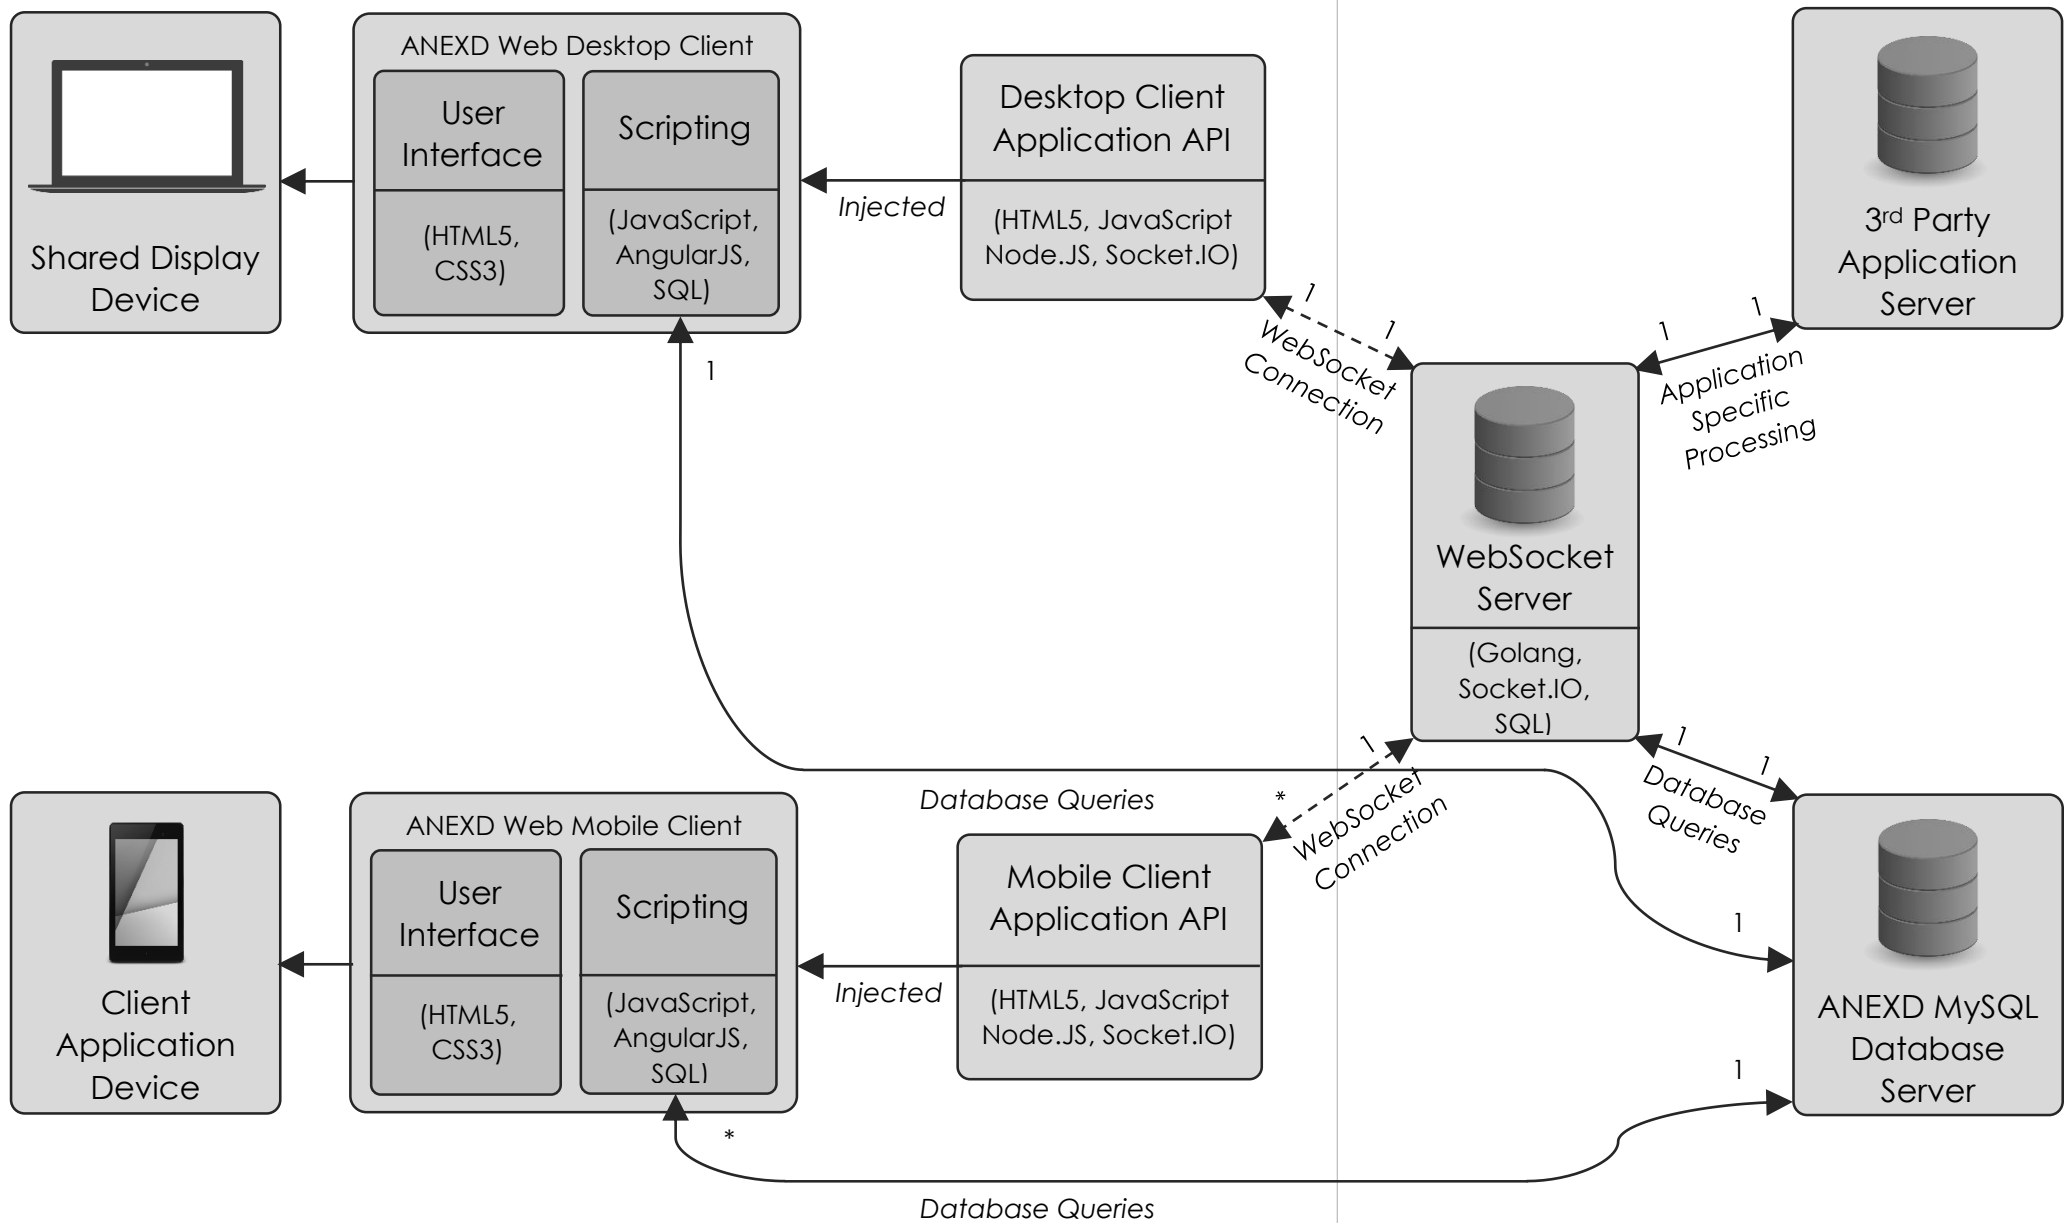 Shared Display
Device
ANEXD Web Desktop Client
User
Interface
(HTML5,
CSS3)
Scripting
(JavaScript,
AngularJS,
SQL)
Injected
Desktop Client
Application API
(HTML5, JavaScript
Node.JS, Socket.IO)
1
1
WebSocket
Connection
3rd Party
Application
Server
1
1
Application
Specific
Processing
WebSocket
Server
(Golang,
Socket.IO,
SQL)
1
1
Database
Queries
1
Database Queries
1
*
1
WebSocket
Connection
Client
Application
Device
ANEXD Web Mobile Client
User
Interface
(HTML5,
CSS3)
Scripting
(JavaScript,
AngularJS,
SQL)
Injected
Mobile Client
Application API
(HTML5, JavaScript
Node.JS, Socket.IO)
ANEXD MySQL
Database
Server
1
*
Database Queries